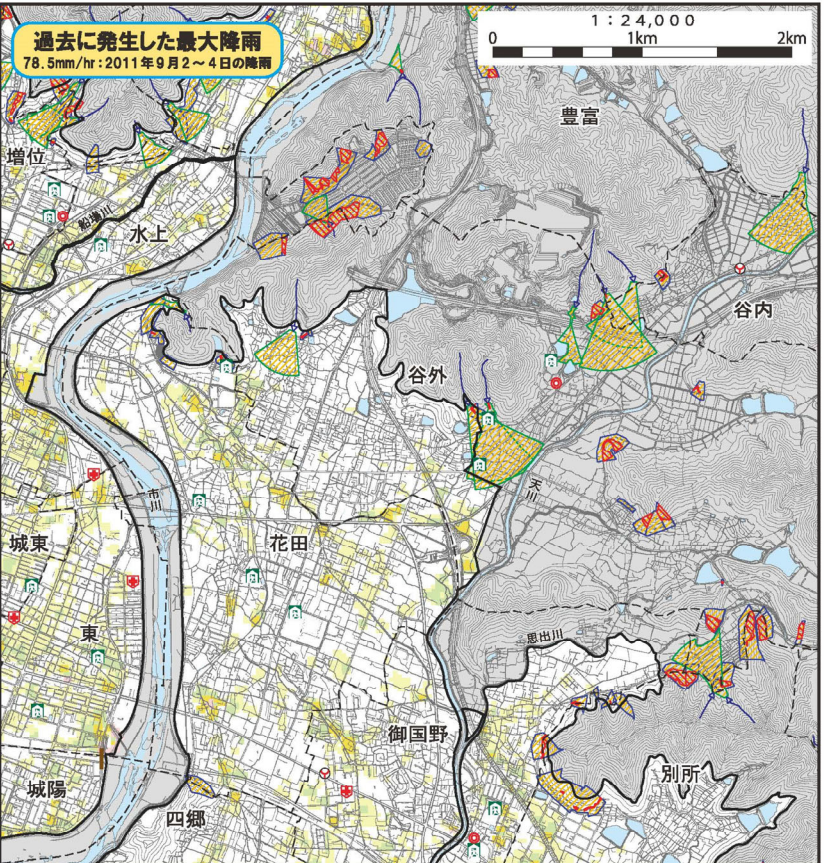 過去に発生した最大降雨
78.5mm/hr:2011年9月2～4日の降雨
1：24,000
0 1km 2km
豊富
増位
船場川
水上
谷内
谷外
市川
天川
城東
花田
東
思出川
御国野
別所
城陽
四郷